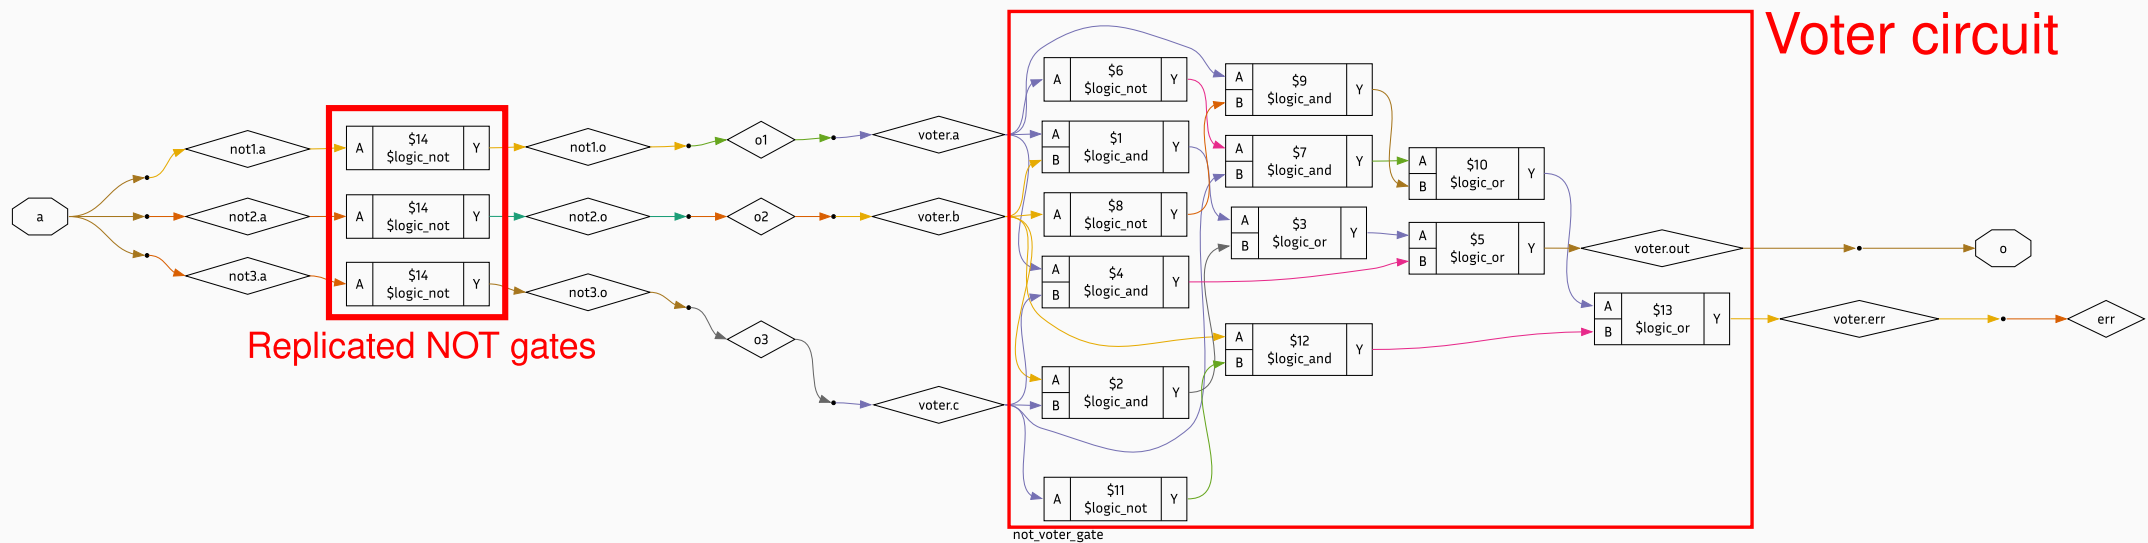 Voter circuit
a
not1.a
not2.a
not3.a
A $14 $logic_not Y
A $14 $logic_not Y
A $14 $logic_not Y
Replicated NOT gates
not1.o
not2.o
not3.o
o1
o2
o3
voter.a
voter.b
voter.c
A $6 $logic_not Y
A B $1 $logic_and Y
A $8 $logic_not Y
A B $4 $logic_and Y
A B $2 $logic_and Y
A $11 $logic_not Y
A B $9 $logic_and Y
A B $7 $logic_and Y
A B $3 $logic_or Y
A B $12 $logic_and Y
A B $10 $logic_or Y
A B $5 $logic_or Y
A B $13 $logic_or Y
voter.out
voter.err
o
err
not_voter_gate